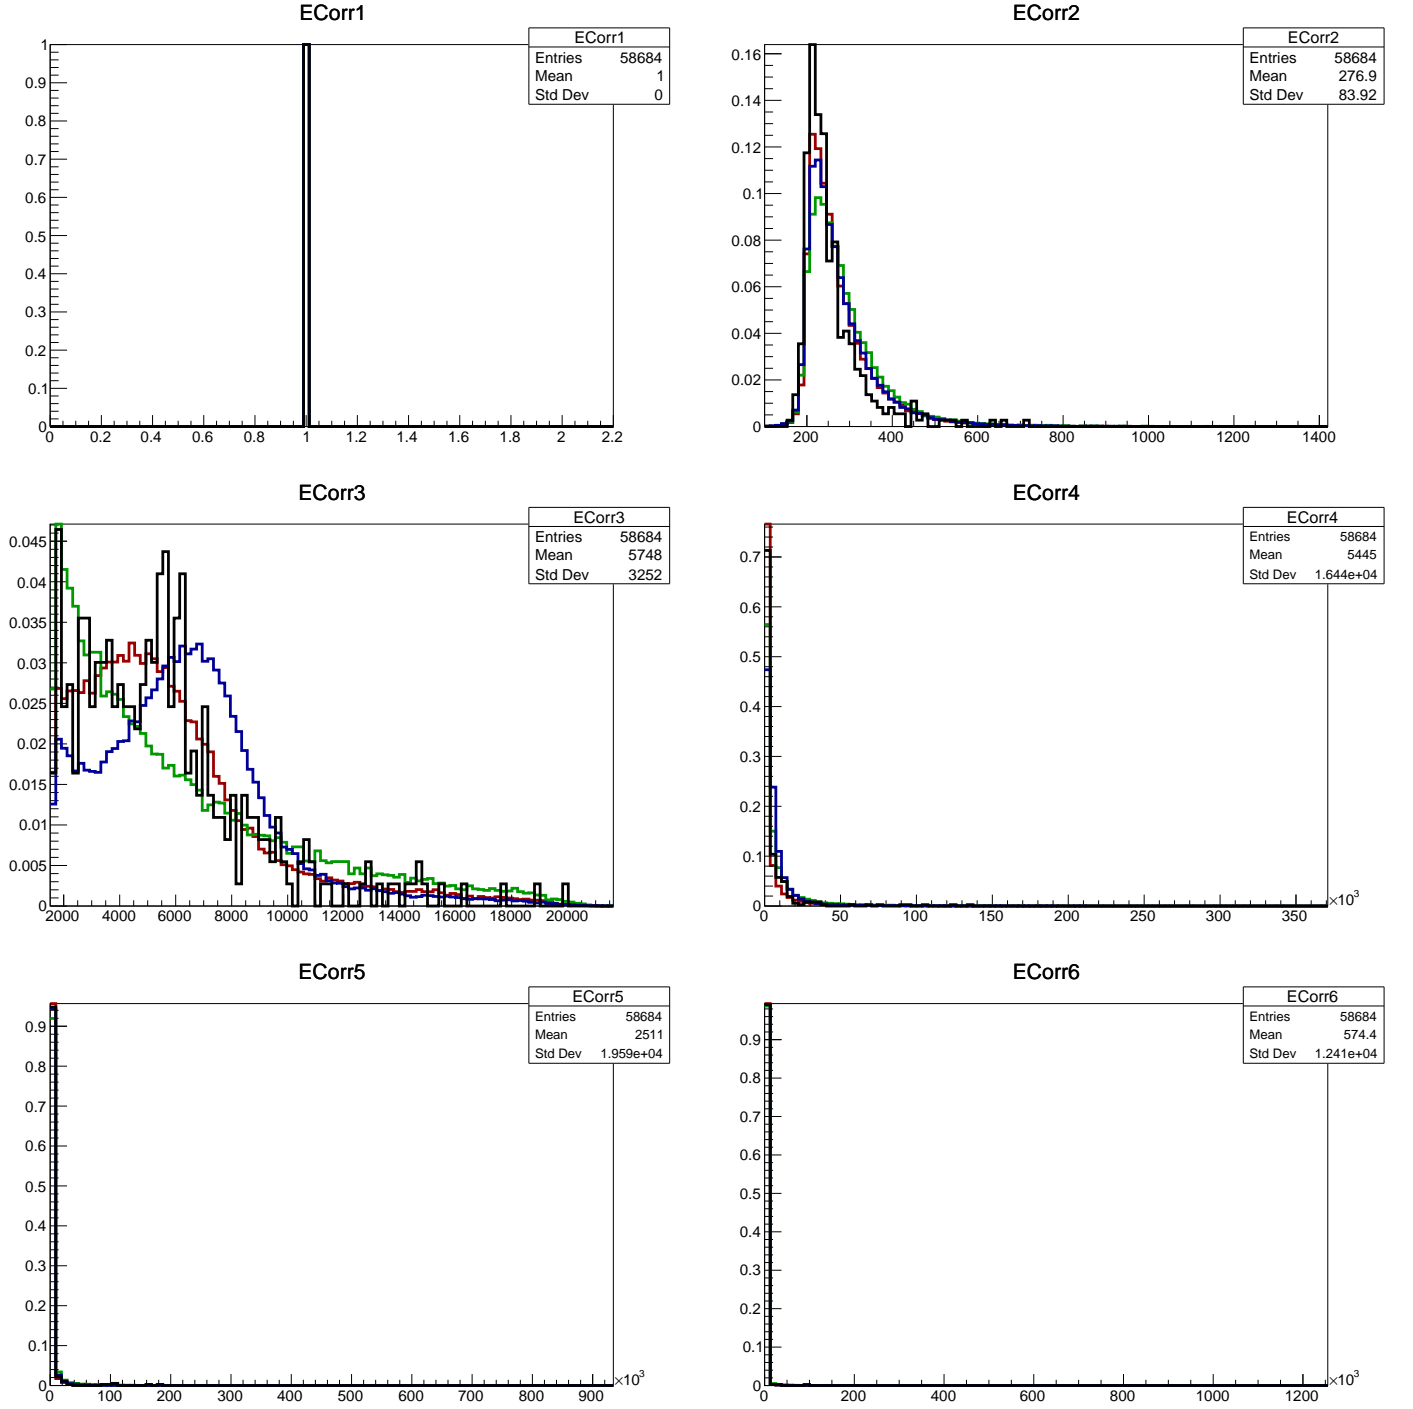 ECorr1
ECorr1
Entries 58684
Mean 1
Std Dev 0
1
0.9
0.8
0.7
0.6
0.5
0.4
0.3
0.2
0.1
0
0 0.2 0.4 0.6 0.8 1 1.2 1.4 1.6 1.8 2 2.2
ECorr2
ECorr2
Entries 58684
Mean 276.9
Std Dev 83.92
0.16
0.14
0.12
0.1
0.08
0.06
0.04
0.02
0
200 400 600 800 1000 1200 1400
ECorr3
ECorr3
Entries 58684
Mean 5748
Std Dev 3252
0.045
0.04
0.035
0.03
0.025
0.02
0.015
0.01
0.005
0
2000 4000 6000 8000 10000 12000 14000 16000 18000 20000
ECorr4
ECorr4
Entries 58684
Mean 5445
Std Dev 1.644e+04
0.7
0.6
0.5
0.4
0.3
0.2
0.1
0
0 50 100 150 200 250 300 350
×10³
ECorr5
ECorr5
Entries 58684
Mean 2511
Std Dev 1.959e+04
0.9
0.8
0.7
0.6
0.5
0.4
0.3
0.2
0.1
0
0 100 200 300 400 500 600 700 800 900
×10³
ECorr6
ECorr6
Entries 58684
Mean 574.4
Std Dev 1.241e+04
0.9
0.8
0.7
0.6
0.5
0.4
0.3
0.2
0.1
0
0 200 400 600 800 1000 1200
×10³